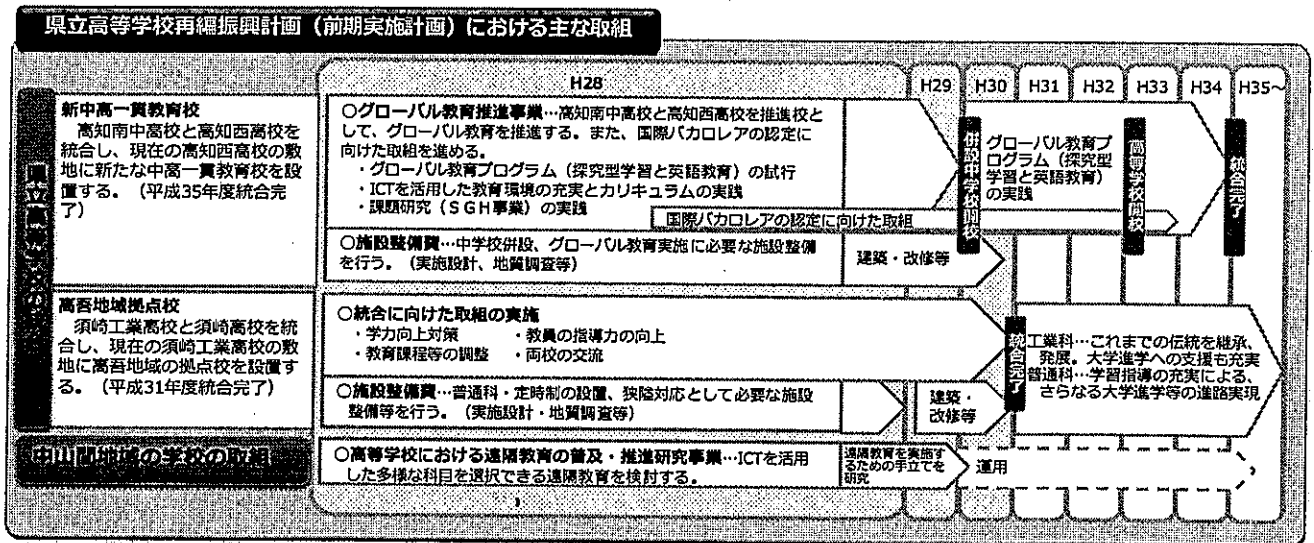 県立高等学校再編振興計画（前期実施計画）における主な取組
H28
H29
H30
H31
H32
H33
H34
H35～
新中高一貫教育校
高知南中高校と高知西高校を
統合し、現在の高知西高校の敷
地に新たな中高一貫教育校を設
置する。（平成35年度統合完
了）
○グローバル教育推進事業…高知南中高校と高知西高校を推進校と
して、グローバル教育を推進する。また、国際バカロレアの認定に
向けた取組を進める。
・グローバル教育プログラム（探究型学習と英語教育）の試行
・ICTを活用した教育環境の充実とカリキュラムの実践
・課題研究（ＳＧＨ事業）の実践
国際バカロレアの認定に向けた取組
併設中学校開校
グローバル教育プ
ログラム（探究型
学習と英語教育）
の実践
高等学校開校
統合完了
○施設整備費…中学校併設、グローバル教育実施に必要な施設整備
を行う。（実施設計、地質調査等）
建築・改修等
高吾地域拠点校
須崎工業高校と須崎高校を統
合し、現在の須崎工業高校の敷
地に高吾地域の拠点校を設置す
る。（平成31年度統合完了）
○統合に向けた取組の実施
・学力向上対策　・教員の指導力の向上
・教育課程等の調整　・両校の交流
統合完了
工業科…これまでの伝統を継承、
発展。大学進学への支援も充実
普通科…学習指導の充実による、
さらなる大学進学等の進路実現
○施設整備費…普通科・定時制の設置、狭隘対応として必要な施設
整備等を行う。（実施設計・地質調査等）
建築・
改修等
中山間地域の学校の取組
○高等学校における遠隔教育の普及・推進研究事業…ICTを活用
した多様な科目を選択できる遠隔教育を検討する。
遠隔教育を実施す
るための手立てを
研究
運用